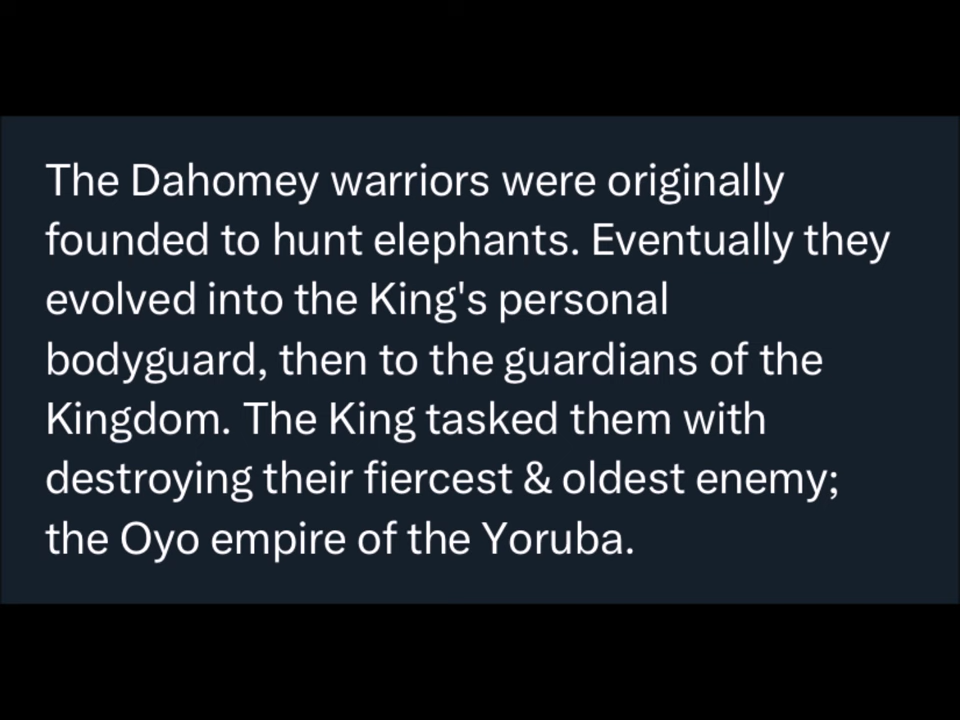 The Dahomey warriors were originally
founded to hunt elephants. Eventually they
evolved into the King's personal
bodyguard, then to the guardians of the
Kingdom. The King tasked them with
destroying their fiercest & oldest enemy;
the Oyo empire of the Yoruba.